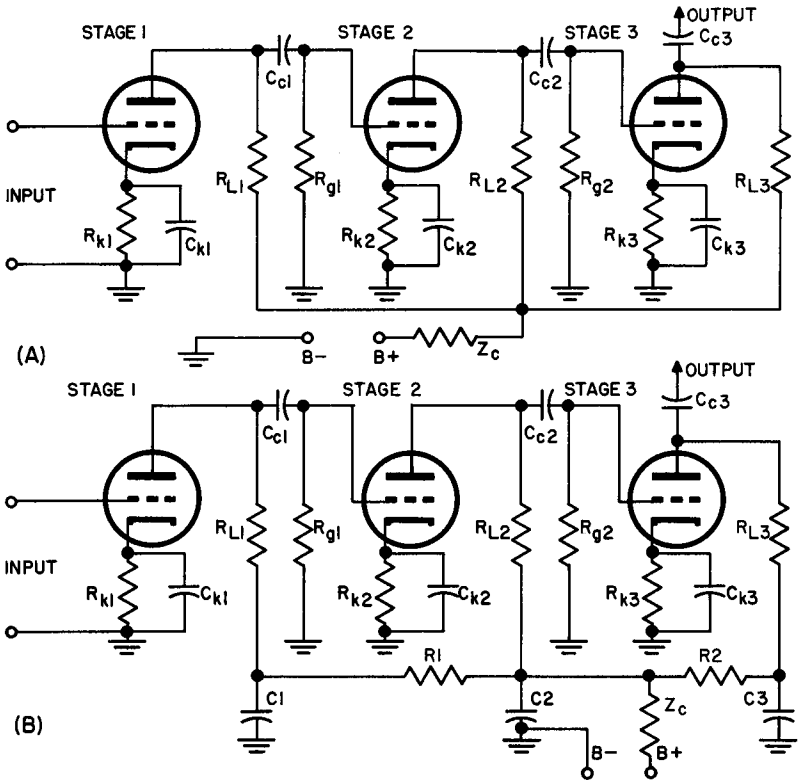 OUTPUT
STAGE 1 STAGE 2 STAGE 3 Cc3
Cc1 Cc2
INPUT
RL1 Rg1 RL2 Rg2 RL3
Rk1 Ck1 Rk2 Ck2 Rk3 Ck3
(A)
B- B+ Zc
OUTPUT
STAGE 1 STAGE 2 STAGE 3 Cc3
Cc1 Cc2
RL1 Rg1 RL2 Rg2 RL3
INPUT
Rk1 Ck1 Rk2 Ck2 Rk3 Ck3
R1 R2
C1 C2 Zc C3
(B)
B- B+